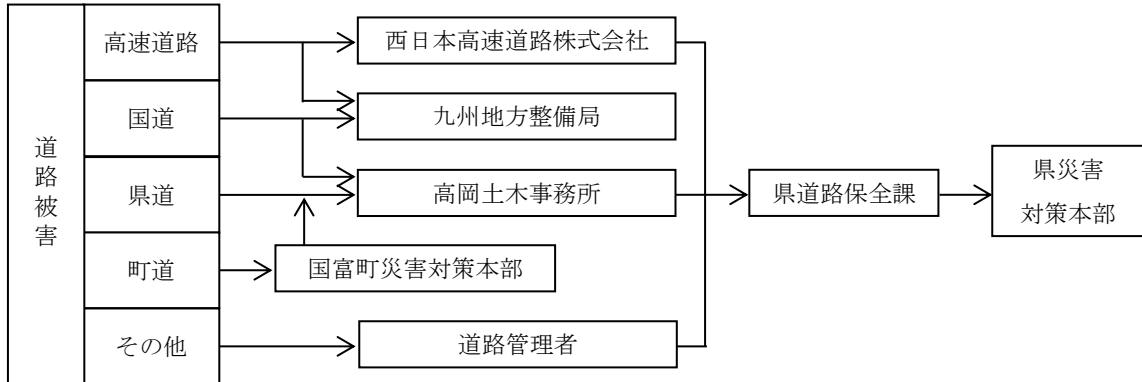 道路被害
高速道路
西日本高速道路株式会社
国道
九州地方整備局
県道
高岡土木事務所
県道路保全課
県災害
対策本部
町道
国富町災害対策本部
その他
道路管理者